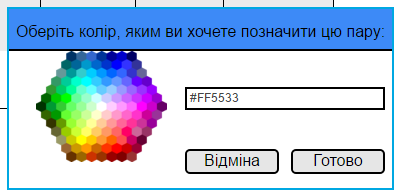 Оберіть колір, яким ви хочете позначити цю пару:
#FF5533
Відміна Готово